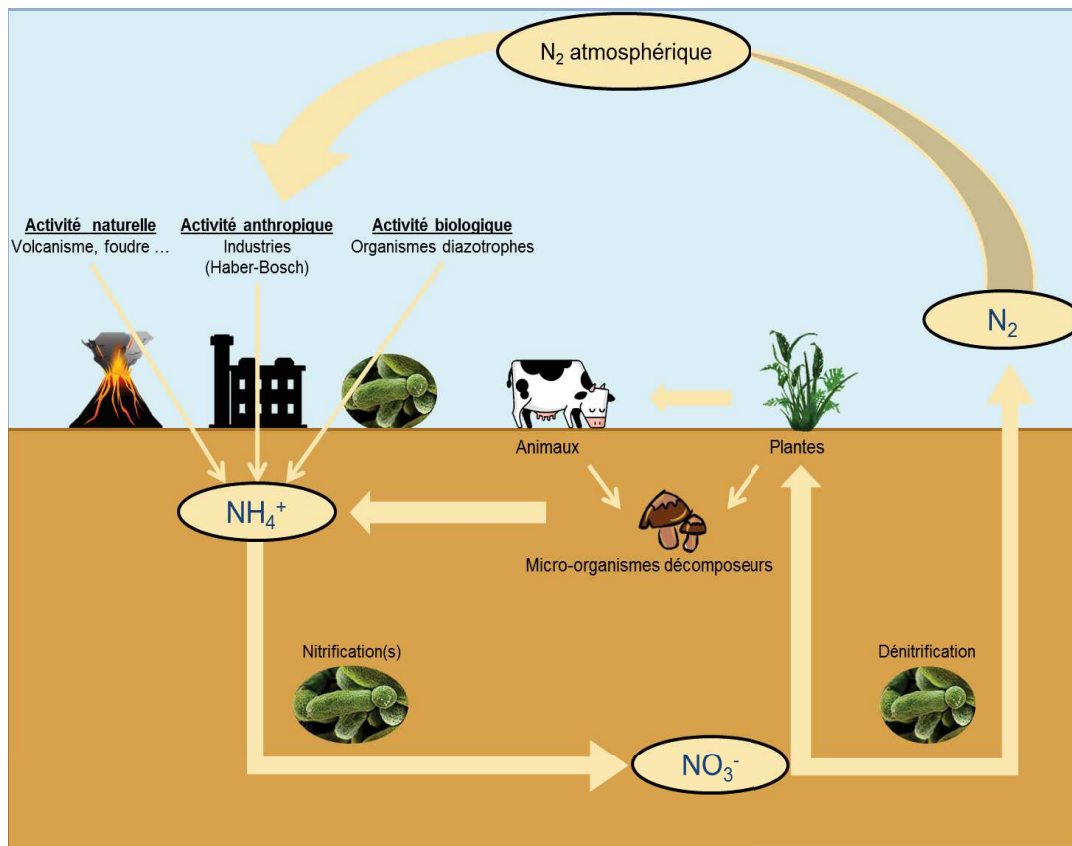 N₂ atmosphérique
Activité naturelle
Volcanisme, foudre ...
Activité anthropique
Industries
(Haber-Bosch)
Activité biologique
Organismes diazotrophes
N₂
Animaux
Plantes
NH₄⁺
Micro-organismes décomposeurs
Nitrification(s)
Dénitrification
NO₃⁻